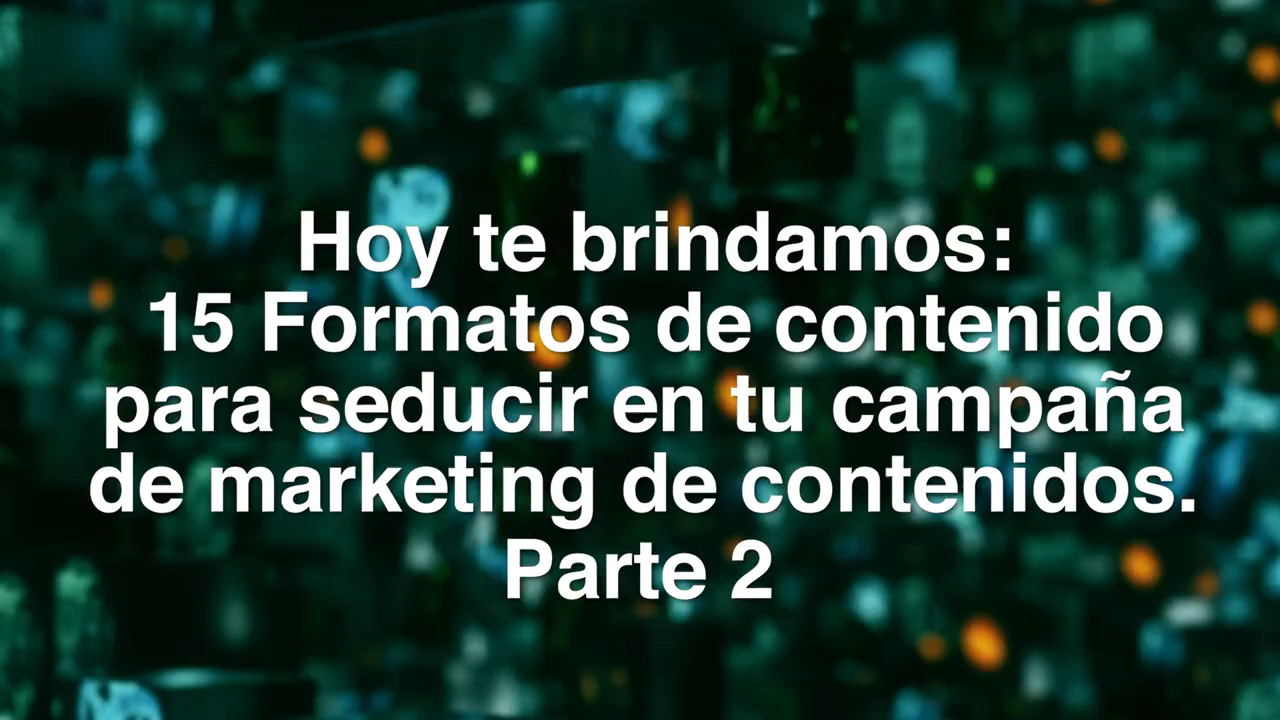 Hoy te brindamos:
15 Formatos de contenido
para seducir en tu campaña
de marketing de contenidos.
Parte 2